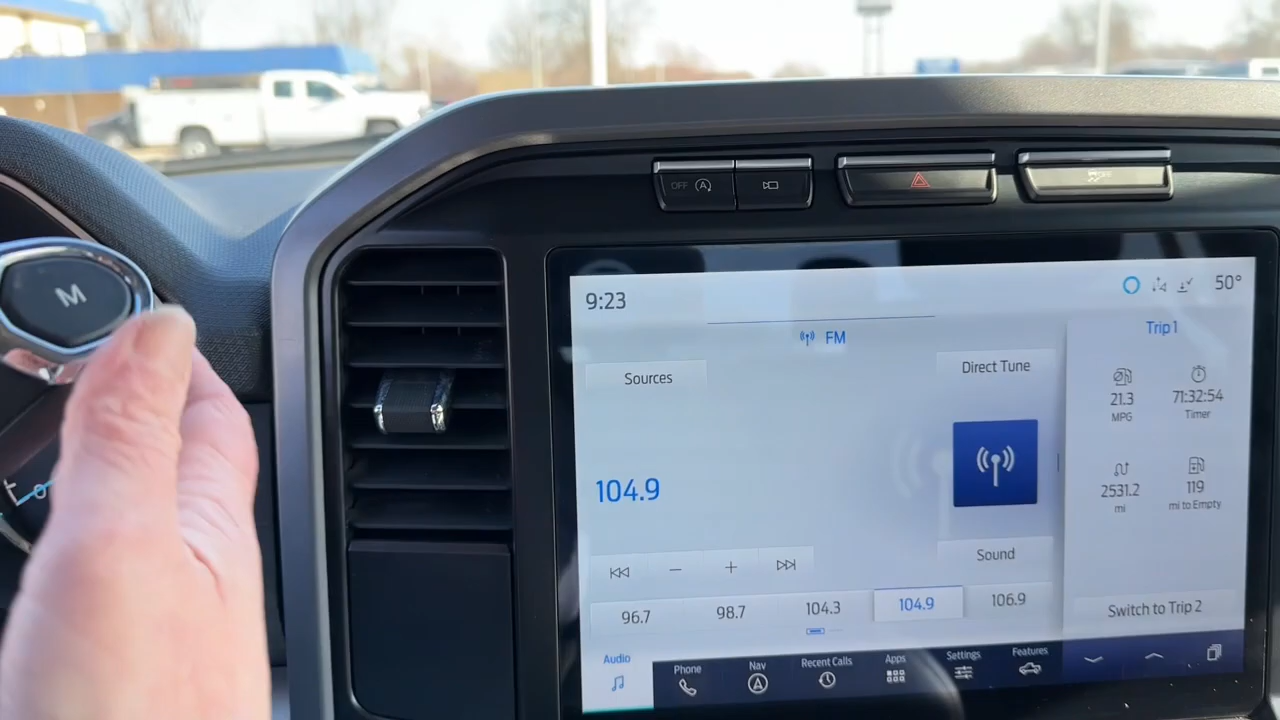 OFF
OFF
M
9:23
50°
FM
Trip 1
Sources
Direct Tune
21.3
MPG
71:32:54
Timer
104.9
2531.2
mi
119
mi to Empty
Sound
96.7
98.7
104.3
104.9
106.9
Switch to Trip 2
Audio
Phone
Nav
Recent Calls
Apps
Settings
Features